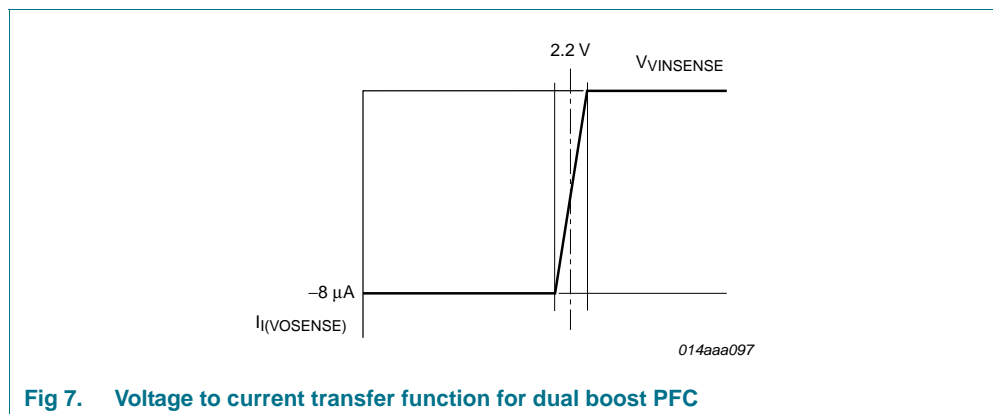 2.2 V
VVINSENSE
−8 μA
II(VOSENSE)
014aaa097
Fig 7. Voltage to current transfer function for dual boost PFC